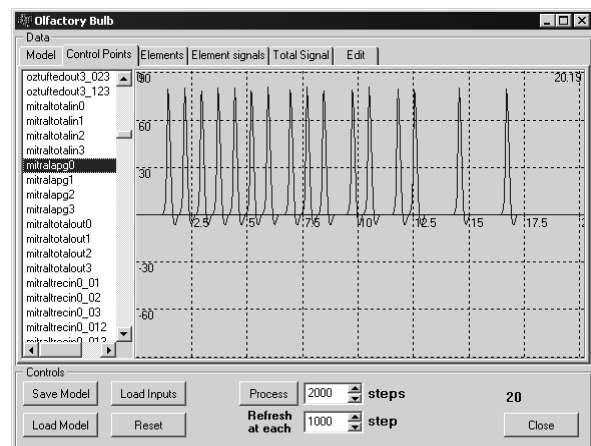 Olfactory Bulb
Data
Model Control Points Elements Element signals Total Signal Edit
oztuftedout3_023
oztuftedout3_123
mitraltotalin0
mitraltotalin1
mitraltotalin2
mitraltotalin3
mitralapg0
mitralapg1
mitralapg2
mitralapg3
mitraltotalout0
mitraltotalout1
mitraltotalout2
mitraltotalout3
mitraltrecin0_01
mitraltrecin0_02
mitraltrecin0_03
mitraltrecin0_012
mitraltrecin0_013
90 20.19
60
30
2.5 5 7.5 10 12.5 15 17.5
-30
-60
Controls
Save Model Load Inputs Process 2000 steps 20
Load Model Reset Refresh at each 1000 step Close